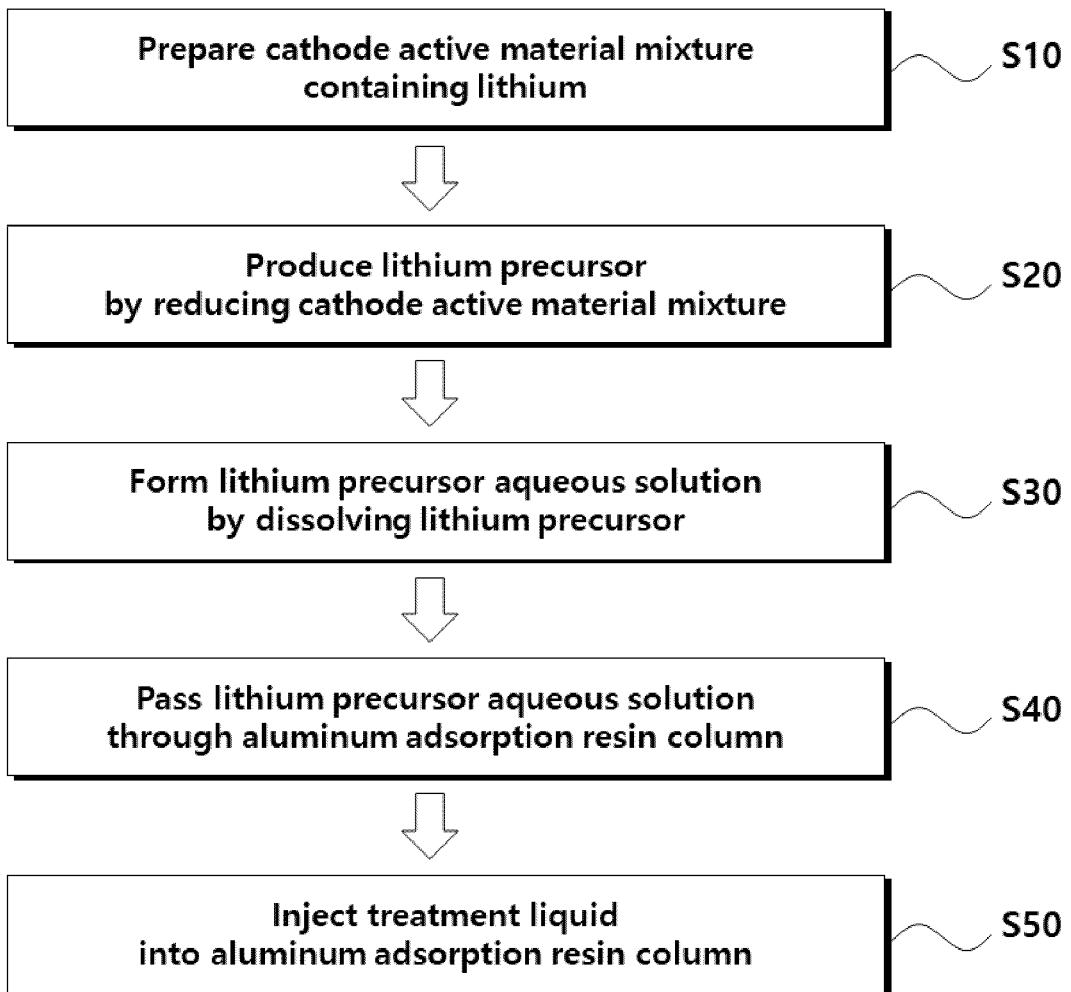 Prepare cathode active material mixture
containing lithium
S10
Produce lithium precursor
by reducing cathode active material mixture
S20
Form lithium precursor aqueous solution
by dissolving lithium precursor
S30
Pass lithium precursor aqueous solution
through aluminum adsorption resin column
S40
Inject treatment liquid
into aluminum adsorption resin column
S50